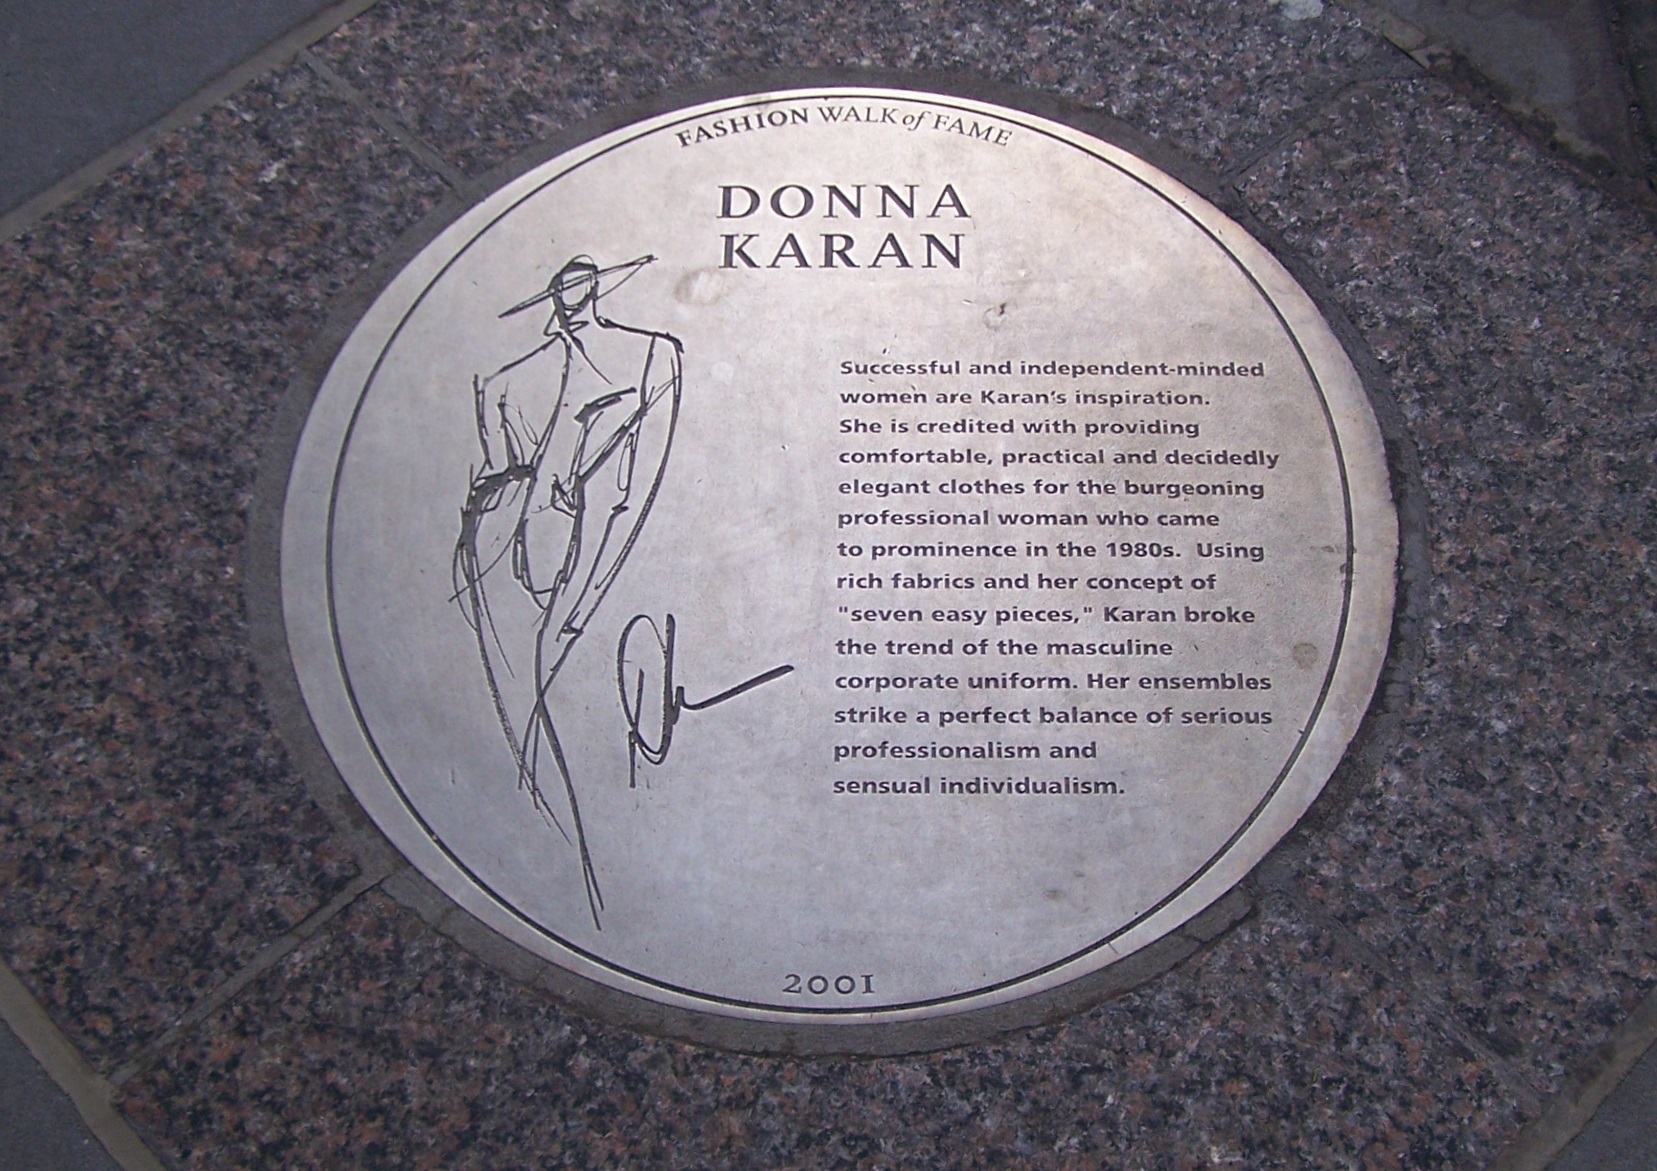 FASHION WALK of FAME
DONNA
KARAN
Successful and independent-minded
women are Karan's inspiration.
She is credited with providing
comfortable, practical and decidedly
elegant clothes for the burgeoning
professional woman who came
to prominence in the 1980s. Using
rich fabrics and her concept of
"seven easy pieces," Karan broke
the trend of the masculine
corporate uniform. Her ensembles
strike a perfect balance of serious
professionalism and
sensual individualism.
2001